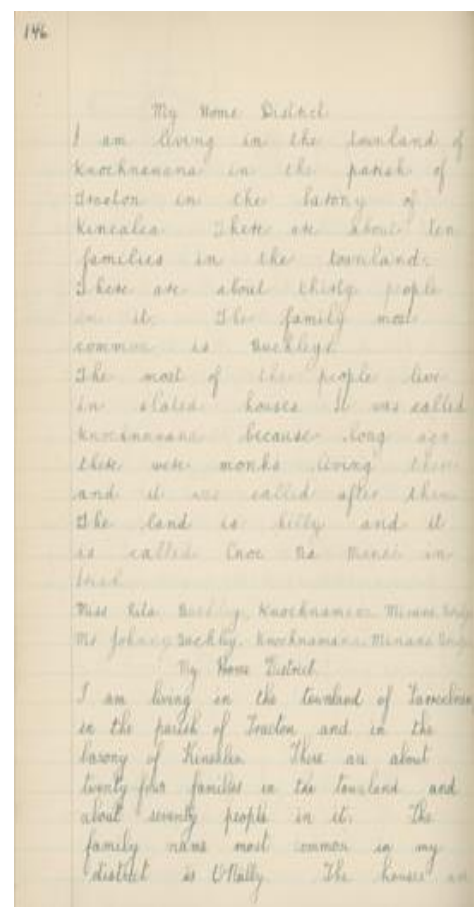 146
My Home District
I am living in the townland of
Knocknamana in the parish of
Tracton in the barony of
Kinealea There are about ten
families in the townland.
There are about thirty people
in it. The family most
common is Buckleys
The most of the people live
in slated houses It was called
Knocknamana because long ago
there were monks living there
and it was called after them
The land is hilly and it
is called Cnoc na Manac in
Irish
Miss Rita Buckley, Knocknamana, Minane Bridge
Mr Johney Buckley, Knocknamana, Minane Bridge
My Home District
I am living in the townland of
in the parish of Tracton and in the
barony of Kinealea There are about
twenty four families in the townland and
about seventy people in it. The
family name most common in my
district is The houses are